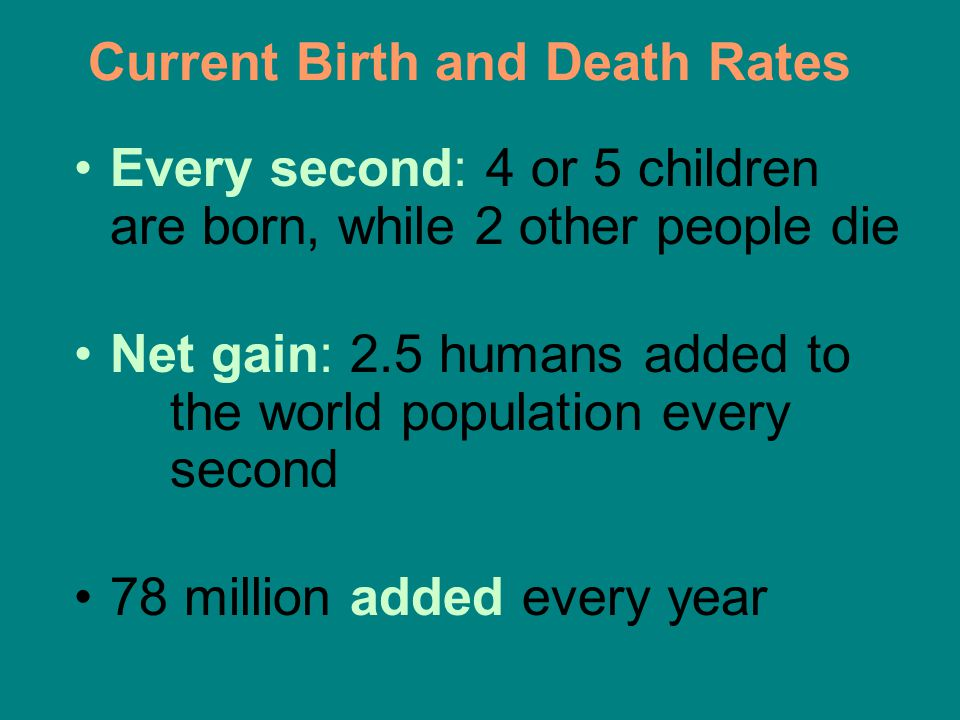 Current Birth and Death Rates
• Every second: 4 or 5 children
are born, while 2 other people die
• Net gain: 2.5 humans added to
the world population every
second
• 78 million added every year